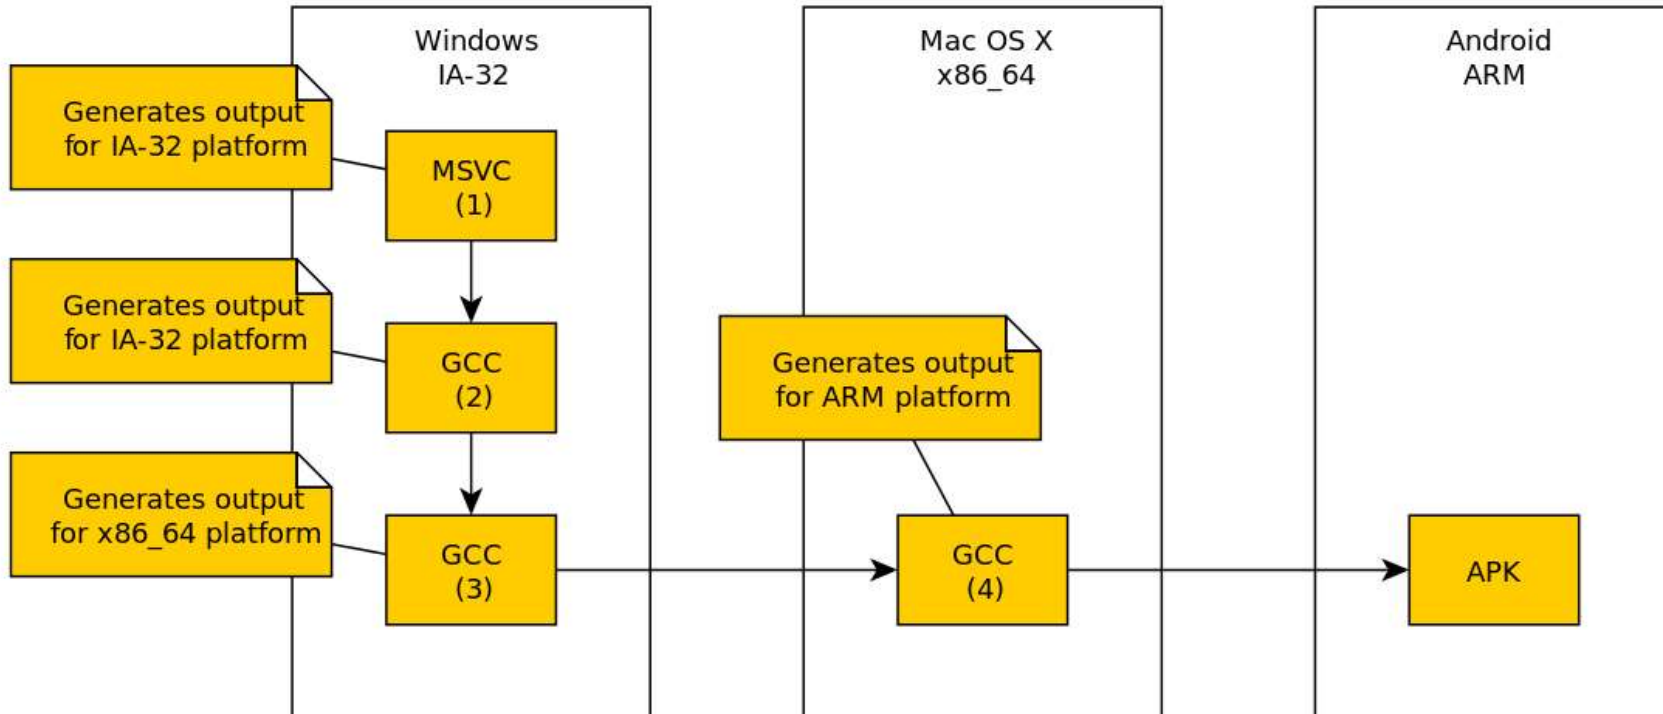 Windows
IA-32
Mac OS X
x86_64
Android
ARM
Generates output
for IA-32 platform
MSVC
(1)
Generates output
for IA-32 platform
GCC
(2)
Generates output
for ARM platform
Generates output
for x86_64 platform
GCC
(3)
GCC
(4)
APK